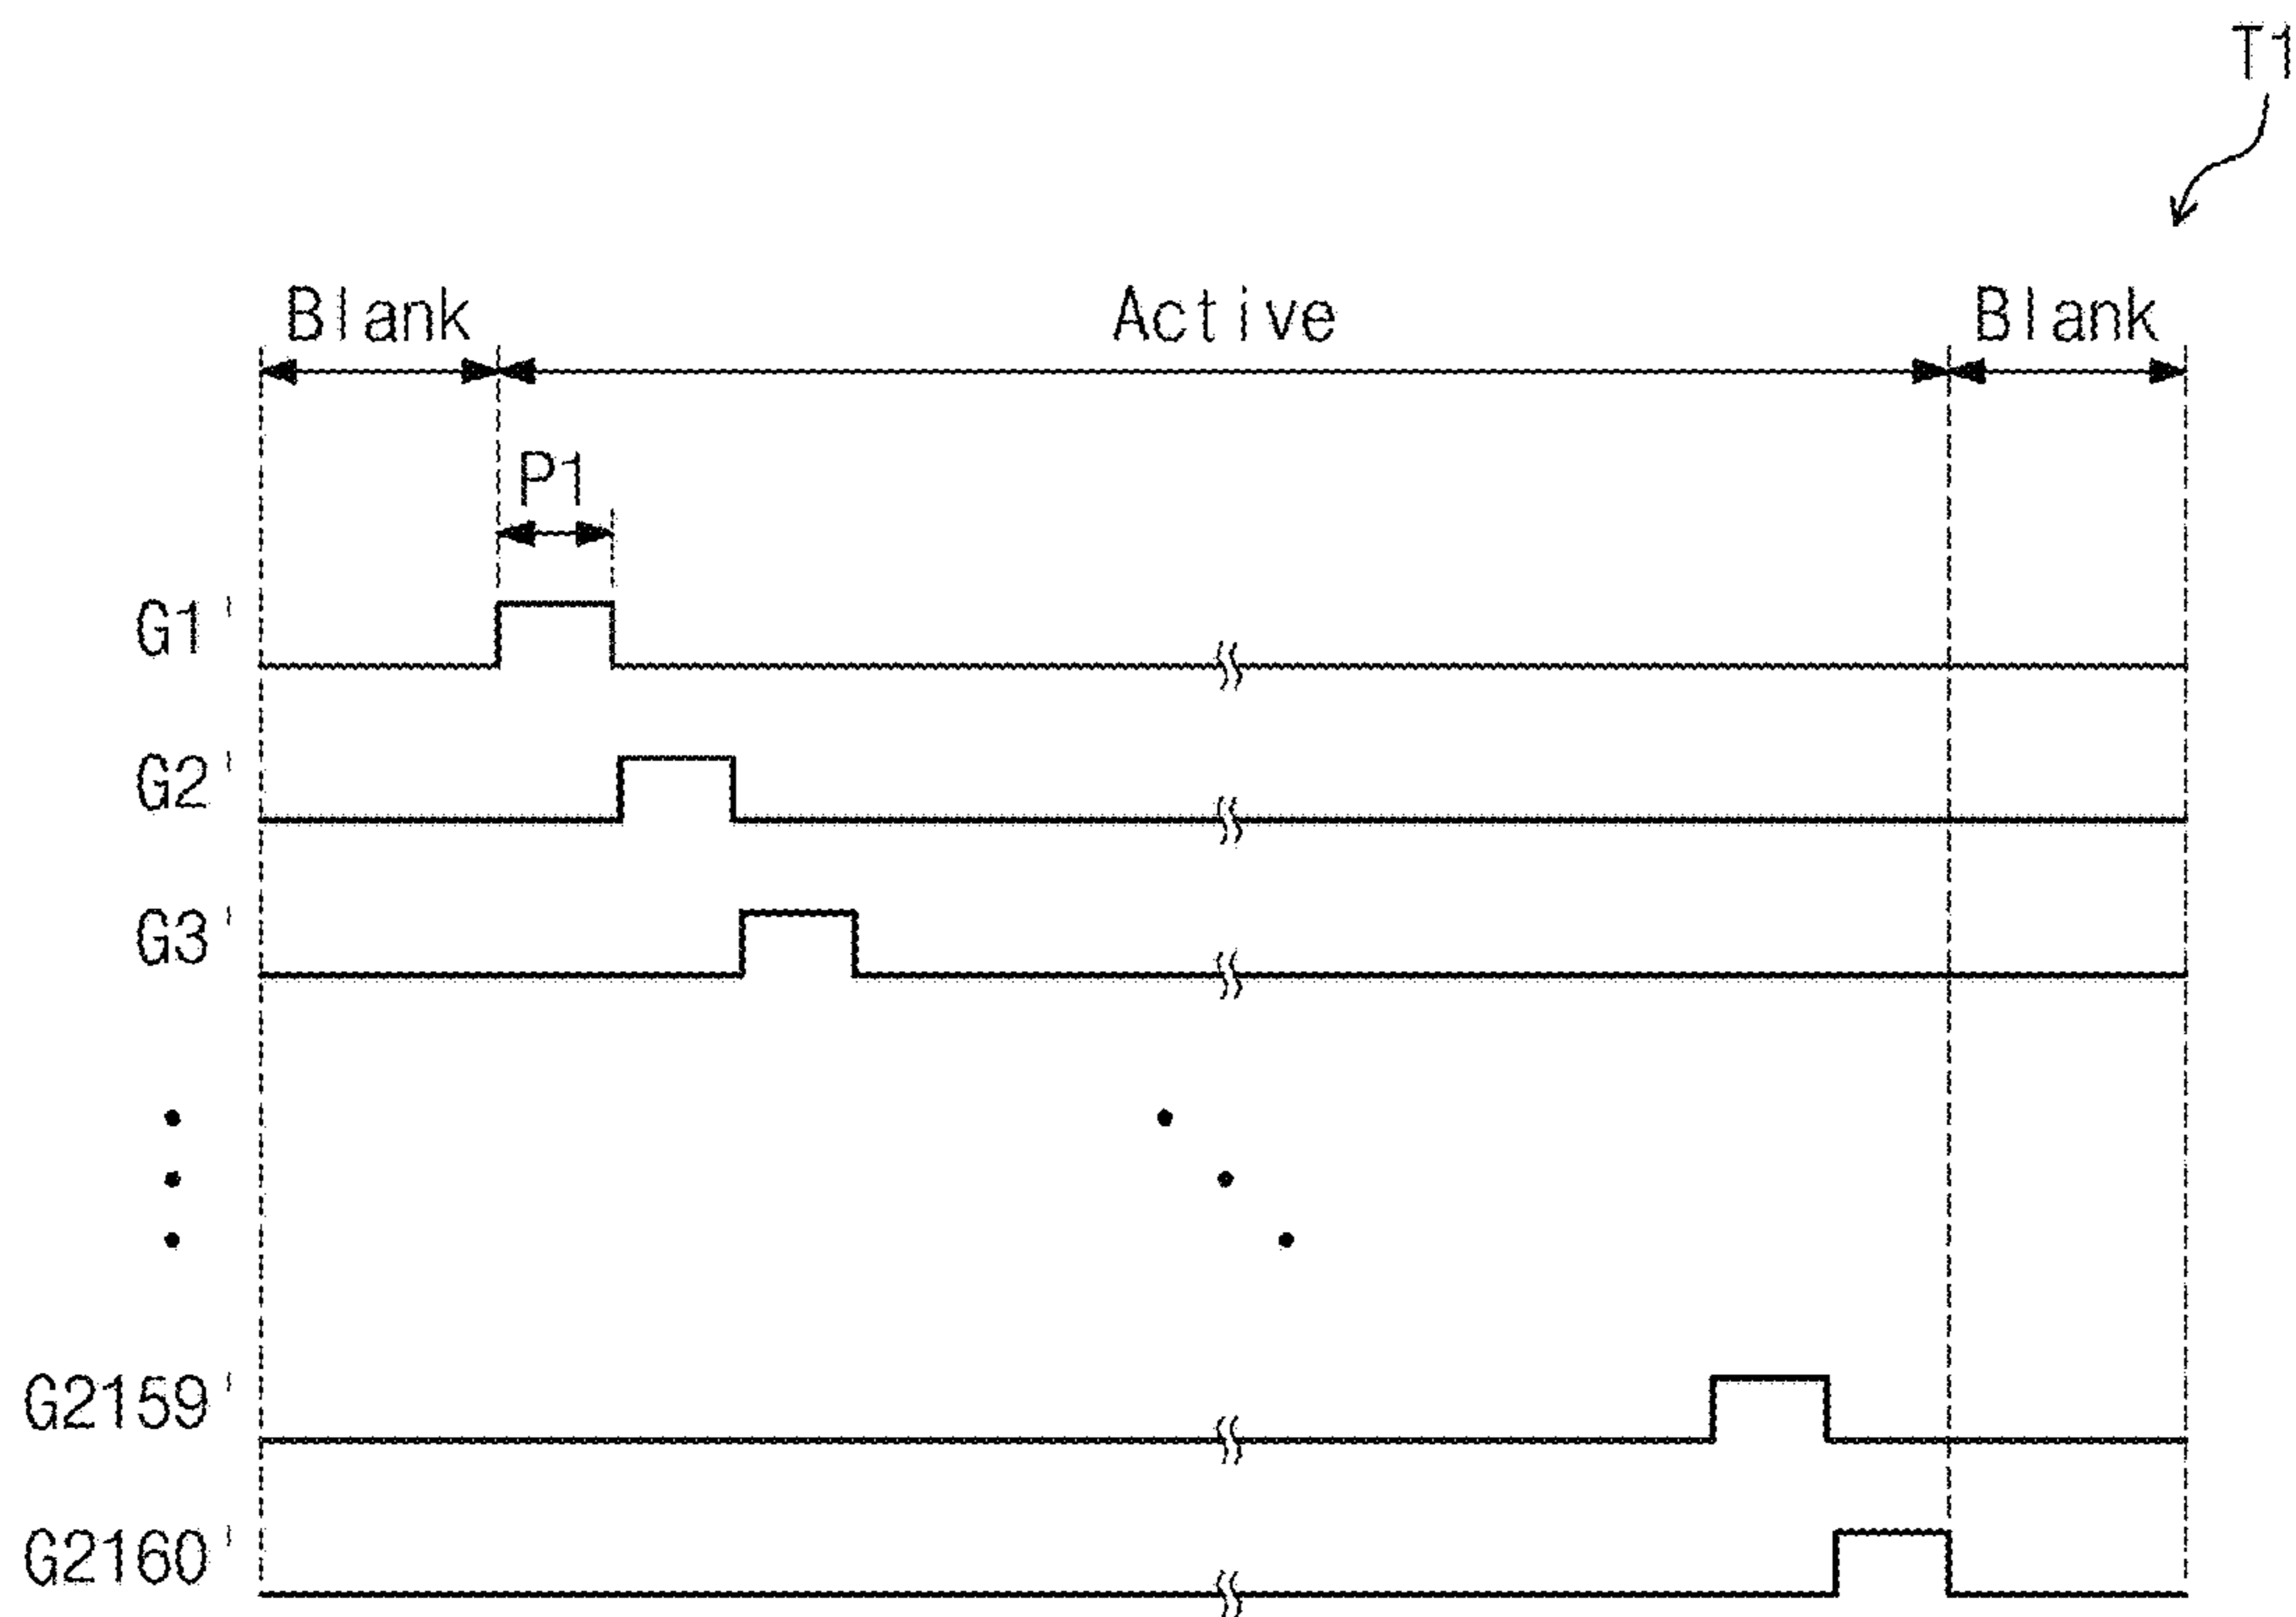 T1
Blank Active Blank
P1
G1'
G2'
G3'
G2159'
G2160'